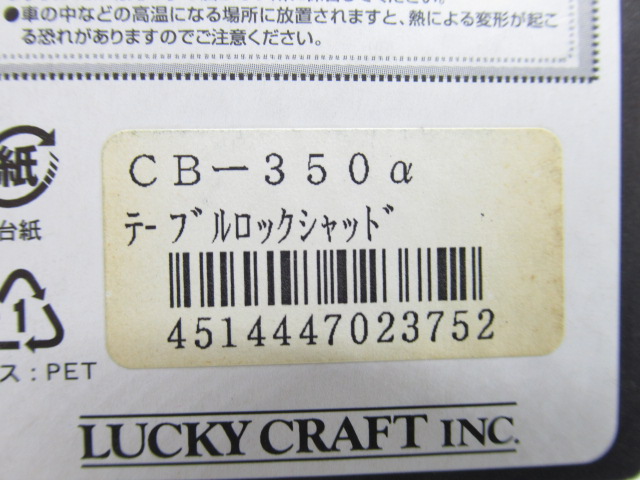 ●車の中などの高温になる場所に放置されますと、熱による変形が起こ
る恐れがありますのでご注意ください。
紙
台紙
CB－350α
ﾃｰﾌﾞﾙﾛｯｸｼｬｯﾄﾞ
4514447023752
1
ス：PET
LUCKY CRAFT INC.